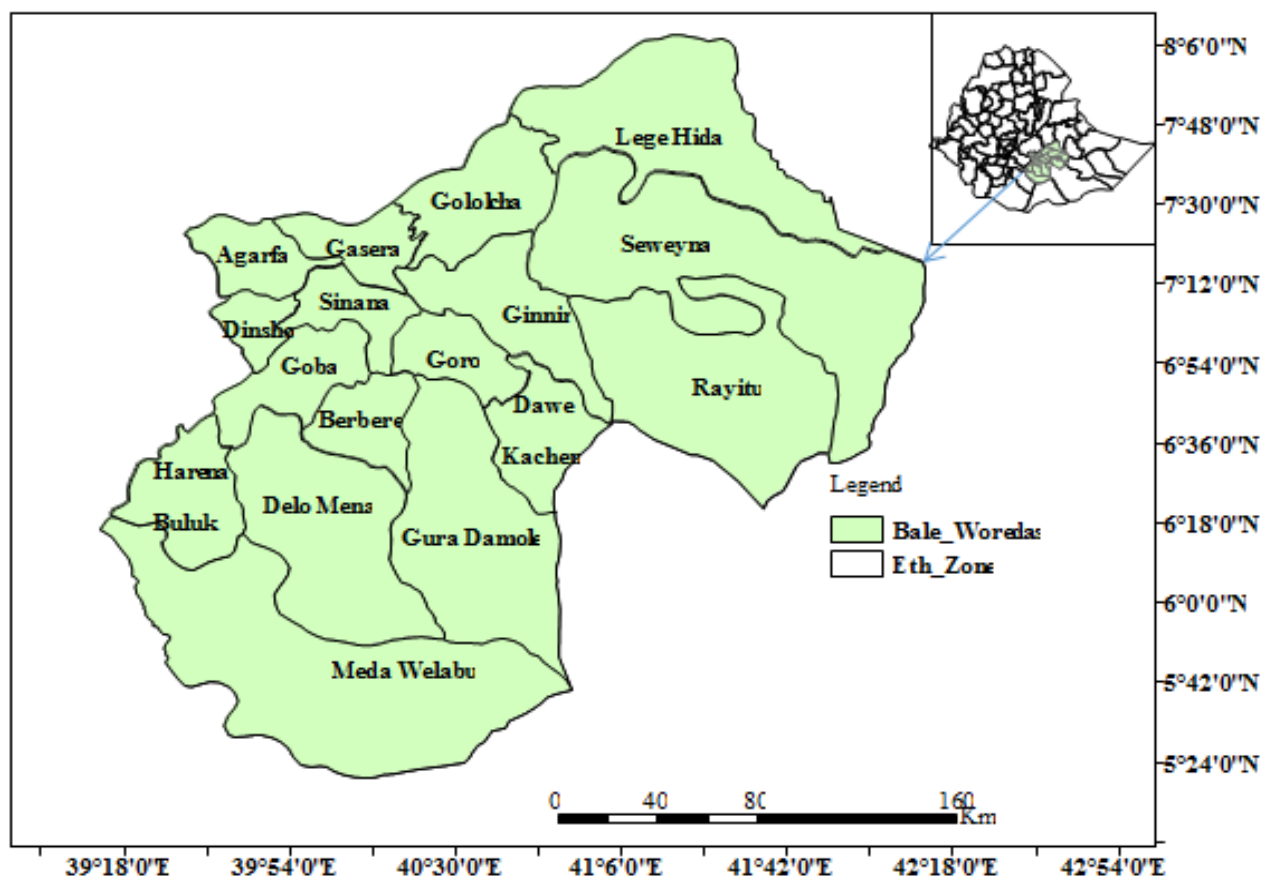 8°6'0"N
Lege Hida
7°48'0"N
Gololcha
7°30'0"N
Agarfa
Gasera
Seweyna
7°12'0"N
Dinsho
Sinana
Ginnir
6°54'0"N
Goba
Goro
Rayitu
Berbere
Dawe
Kachen
6°36'0"N
Harena
Buluk
Delo Mena
Gura Damole
Legend
Bale_Woredas
Eth_Zone
6°18'0"N
6°0'0"N
Meda Welabu
5°42'0"N
5°24'0"N
0 40 80 160
Km
39°18'0"E 39°54'0"E 40°30'0"E 41°6'0"E 41°42'0"E 42°18'0"E 42°54'0"E